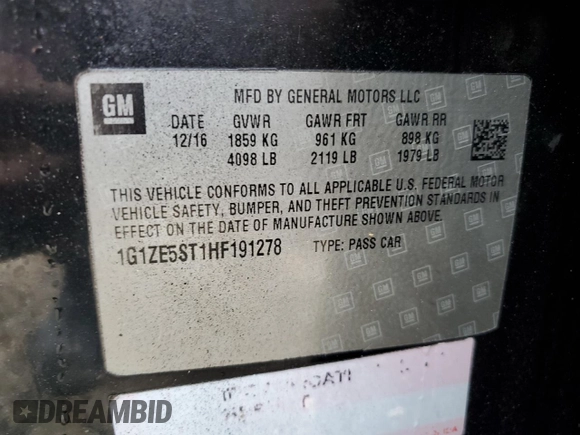 GM
MFD BY GENERAL MOTORS LLC
DATE GVWR GAWR FRT GAWR RR
12/16 1859 KG 961 KG 898 KG
4098 LB 2119 LB 1979 LB
THIS VEHICLE CONFORMS TO ALL APPLICABLE U.S. FEDERAL MOTOR
VEHICLE SAFETY, BUMPER, AND THEFT PREVENTION STANDARDS IN
EFFECT ON THE DATE OF MANUFACTURE SHOWN ABOVE.
1G1ZE5ST1HF191278 TYPE: PASS CAR
DREAMBID